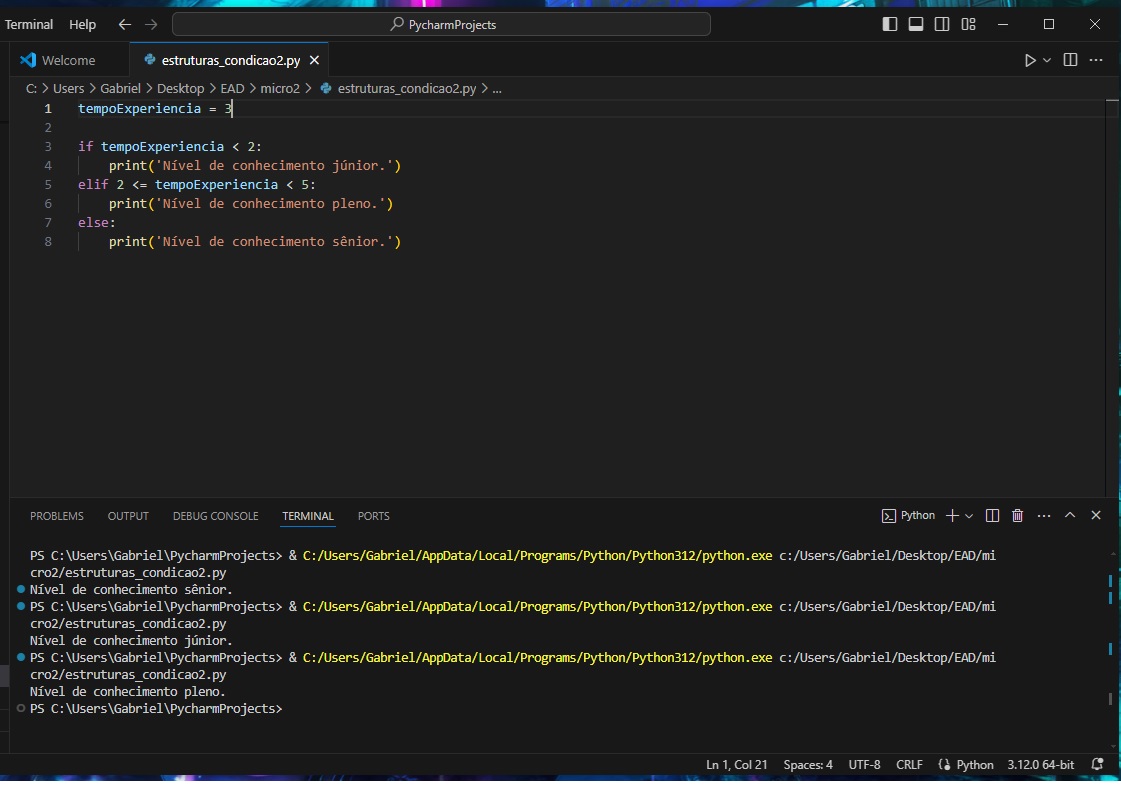 Terminal Help PycharmProjects
Welcome estruturas_condicao2.py
C: > Users > Gabriel > Desktop > EAD > micro2 > estruturas_condicao2.py > ...
1 tempoExperiencia = 3
2
3 if tempoExperiencia < 2:
4 print('Nível de conhecimento júnior.')
5 elif 2 <= tempoExperiencia < 5:
6 print('Nível de conhecimento pleno.')
7 else:
8 print('Nível de conhecimento sênior.')
PROBLEMS OUTPUT DEBUG CONSOLE TERMINAL PORTS Python
PS C:\Users\Gabriel\PycharmProjects> & C:/Users/Gabriel/AppData/Local/Programs/Python/Python312/python.exe c:/Users/Gabriel/Desktop/EAD/mi
cro2/estruturas_condicao2.py
Nível de conhecimento sênior.
PS C:\Users\Gabriel\PycharmProjects> & C:/Users/Gabriel/AppData/Local/Programs/Python/Python312/python.exe c:/Users/Gabriel/Desktop/EAD/mi
cro2/estruturas_condicao2.py
Nível de conhecimento júnior.
PS C:\Users\Gabriel\PycharmProjects> & C:/Users/Gabriel/AppData/Local/Programs/Python/Python312/python.exe c:/Users/Gabriel/Desktop/EAD/mi
cro2/estruturas_condicao2.py
Nível de conhecimento pleno.
PS C:\Users\Gabriel\PycharmProjects>
Ln 1, Col 21 Spaces: 4 UTF-8 CRLF Python 3.12.0 64-bit